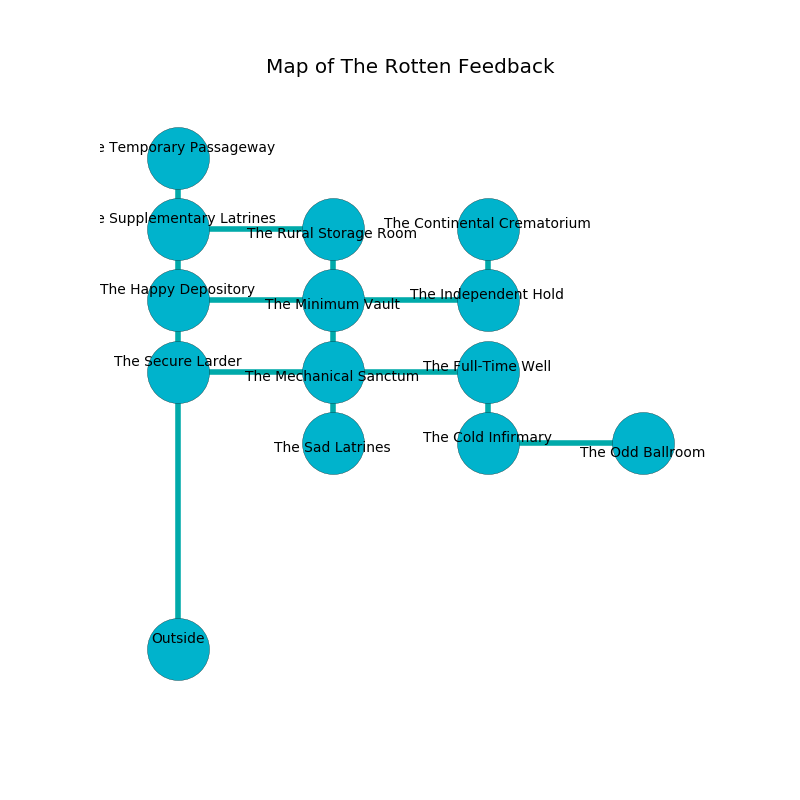 Map of The Rotten Feedback
e Temporary Passageway
e Supplementary Latrines
The Rural Storage Room
The Continental Crematorium
The Happy Depository
The Minimum Vault
The Independent Hold
The Secure Larder
The Mechanical Sanctum
The Full-Time Well
The Sad Latrines
The Cold Infirmary
The Odd Ballroom
Outside